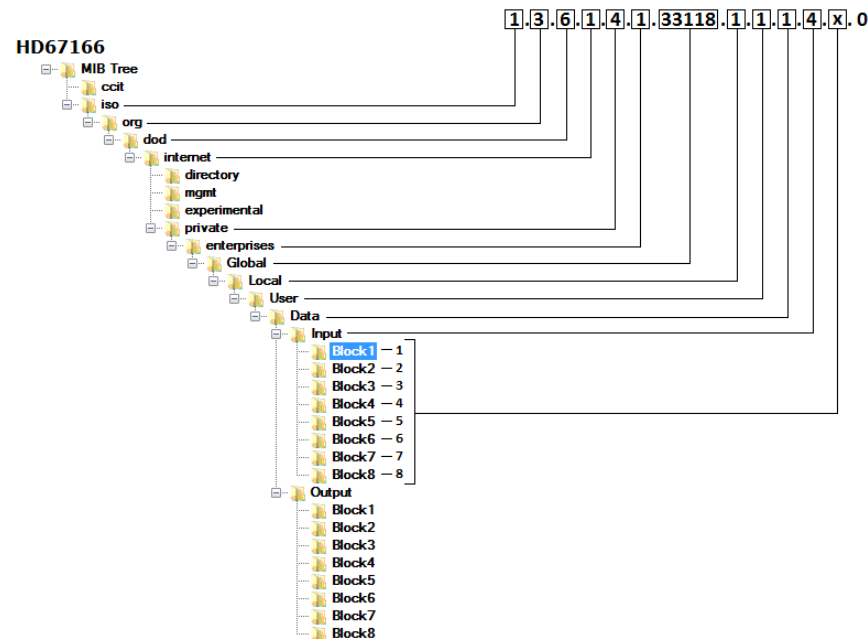 1.3.6.1.4.1.33118.1.1.1.4.x.0
HD67166
MIB Tree
ccit
iso
org
dod
internet
directory
mgmt
experimental
private
enterprises
Global
Local
User
Data
Input
Block1 — 1
Block2 — 2
Block3 — 3
Block4 — 4
Block5 — 5
Block6 — 6
Block7 — 7
Block8 — 8
Output
Block1
Block2
Block3
Block4
Block5
Block6
Block7
Block8